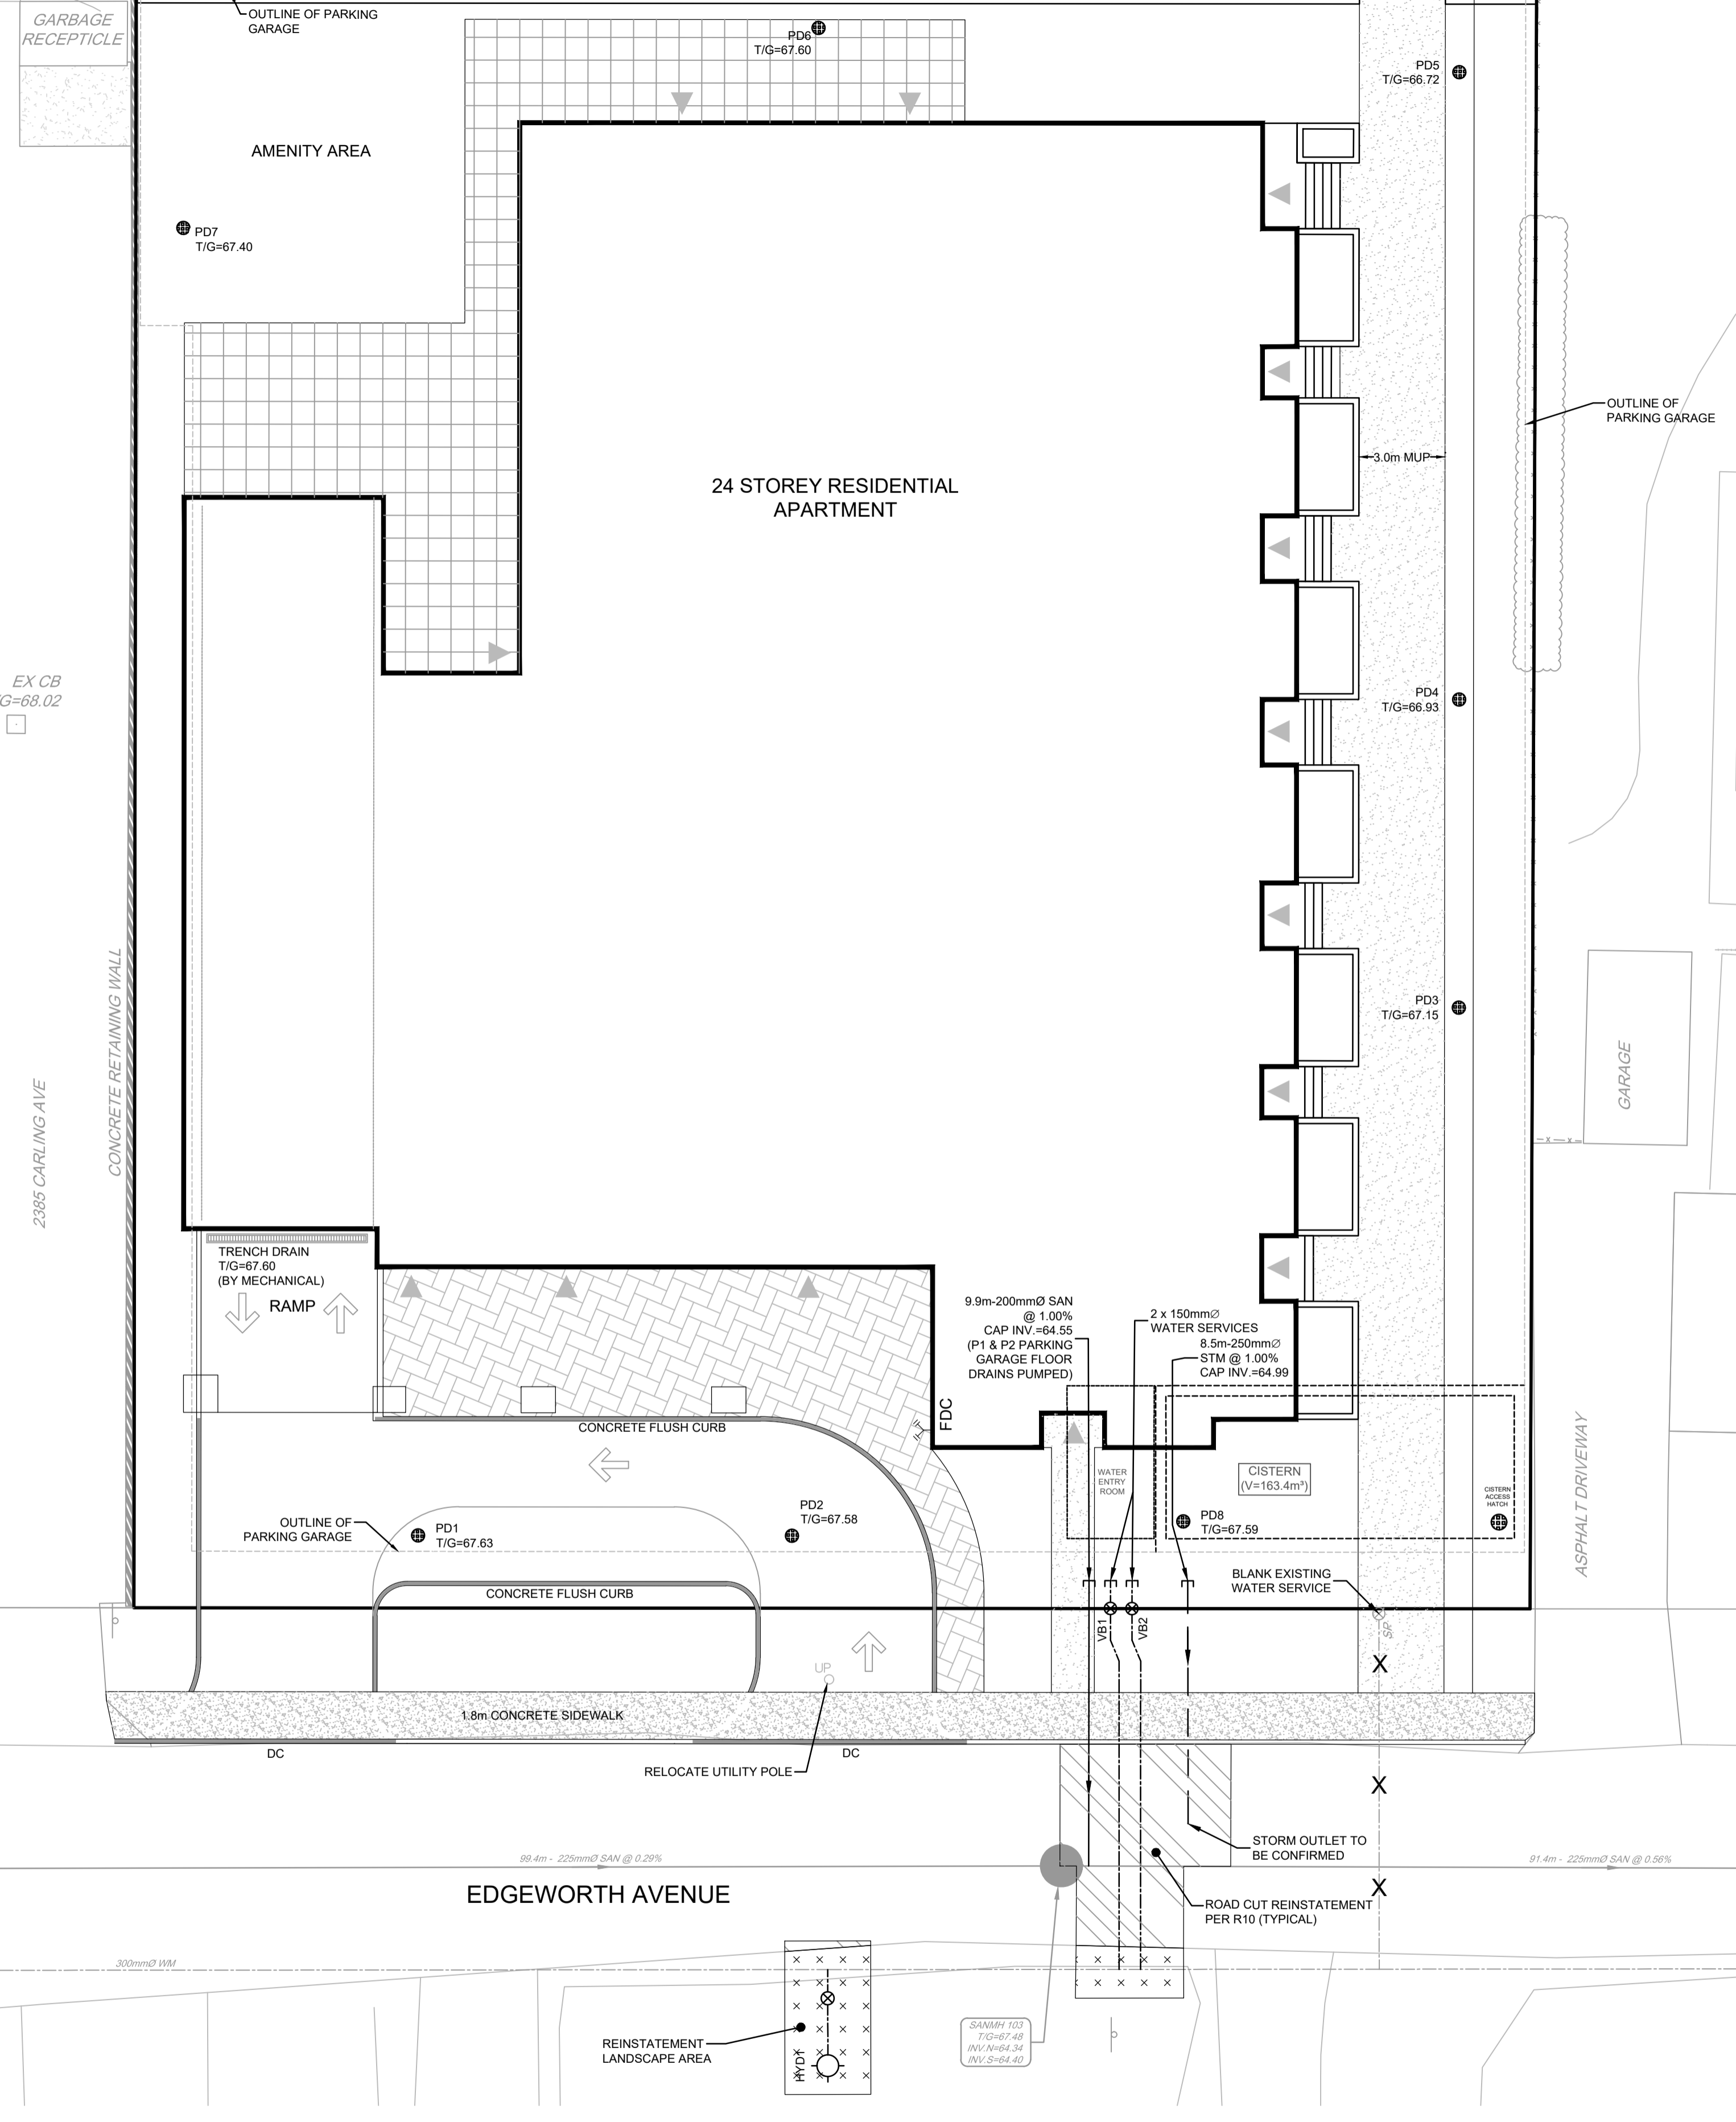 GARBAGE
RECEPTICLE
OUTLINE OF PARKING
GARAGE
PD6
T/G=67.60
PD5
T/G=66.72
AMENITY AREA
PD7
T/G=67.40
OUTLINE OF
PARKING GARAGE
3.0m MUP
24 STOREY RESIDENTIAL
APARTMENT
EX CB
/G=68.02
PD4
T/G=66.93
PD3
T/G=67.15
CONCRETE RETAINING WALL
2385 CARLING AVE
GARAGE
TRENCH DRAIN
T/G=67.60
(BY MECHANICAL)
RAMP
9.9m-200mmØ SAN
@ 1.00%
CAP INV.=64.55
(P1 & P2 PARKING
GARAGE FLOOR
DRAINS PUMPED)
2 x 150mmØ
WATER SERVICES
8.5m-250mmØ
STM @ 1.00%
CAP INV.=64.99
FDC
CONCRETE FLUSH CURB
WATER
ENTRY
ROOM
CISTERN
(V=163.4m³)
CISTERN
ACCESS
HATCH
ASPHALT DRIVEWAY
OUTLINE OF
PARKING GARAGE
PD1
T/G=67.63
PD2
T/G=67.58
PD8
T/G=67.59
CONCRETE FLUSH CURB
BLANK EXISTING
WATER SERVICE
VB1
VB2
SP
UP
X
1.8m CONCRETE SIDEWALK
DC
DC
RELOCATE UTILITY POLE
X
STORM OUTLET TO
BE CONFIRMED
99.4m - 225mmØ SAN @ 0.29%
91.4m - 225mmØ SAN @ 0.56%
EDGEWORTH AVENUE
X
ROAD CUT REINSTATEMENT
PER R10 (TYPICAL)
300mmØ WM
REINSTATEMENT
LANDSCAPE AREA
HYD1
SANMH 103
T/G=67.48
INV.N=64.34
INV.S=64.40